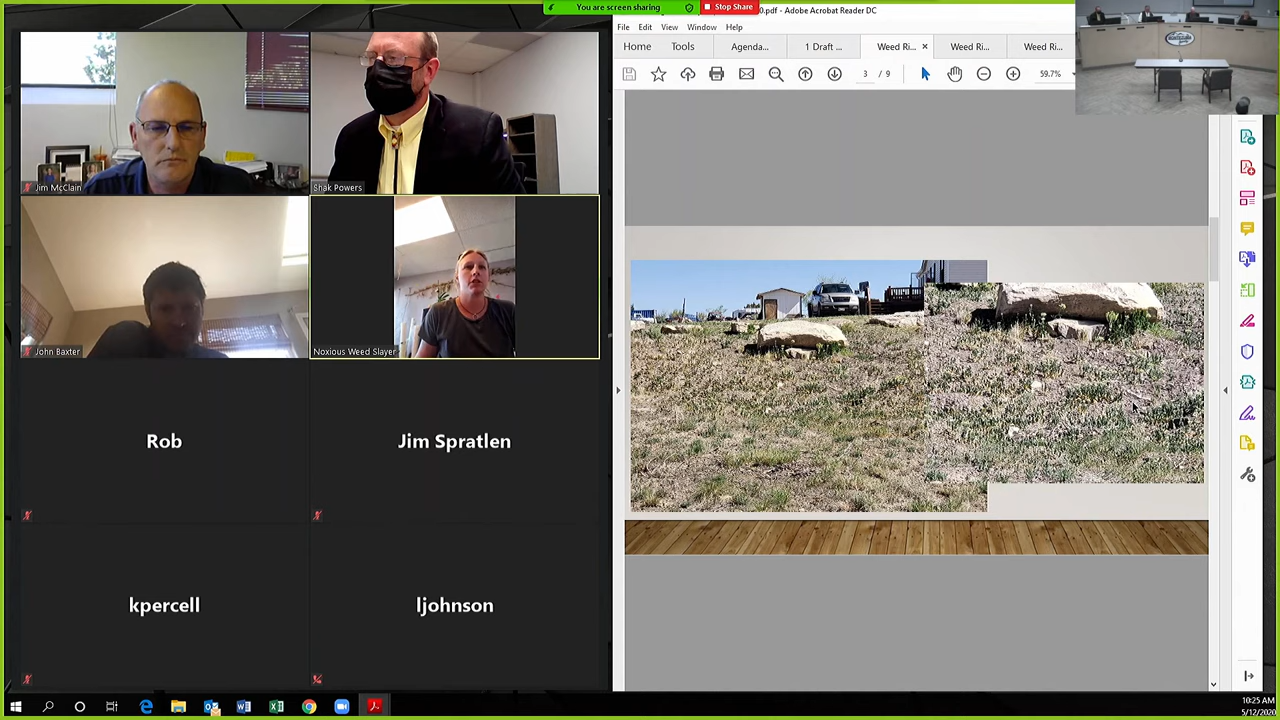 You are screen sharing
Stop Share
0.pdf - Adobe Acrobat Reader DC
File Edit View Window Help
Home Tools Agenda... 1 Draft ... Weed Ri... × Weed Ri... Weed Ri...
3 / 9 59.7%
Jim McClain
Shak Powers
John Baxter
Noxious Weed Slayer
Rob
Jim Spratlen
kpercell
ljohnson
10:25 AM
5/12/2020